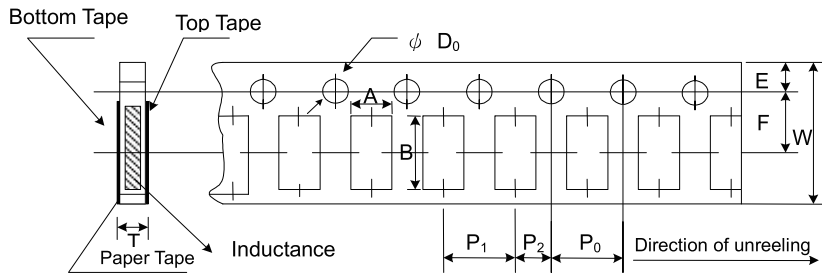 Bottom Tape
Top Tape
ψ D0
E
A
F
W
B
T
Paper Tape
Inductance
P1
P2
P0
Direction of unreeling